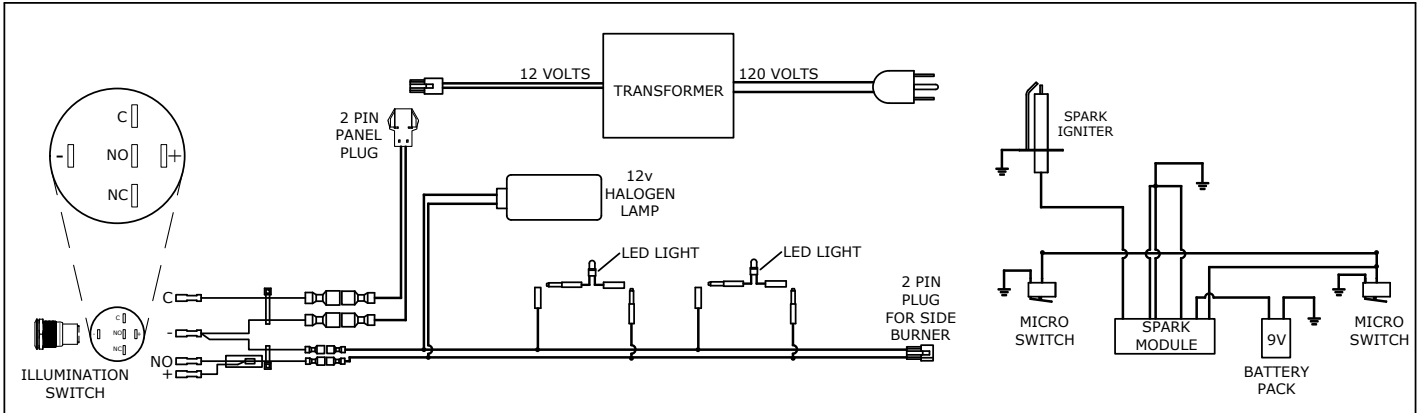 12 VOLTS
TRANSFORMER
120 VOLTS
C
-
NO
+
NC
2 PIN
PANEL
PLUG
12v
HALOGEN
LAMP
SPARK
IGNITER
LED LIGHT
LED LIGHT
2 PIN
PLUG
FOR SIDE
BURNER
C
-
NO
+
C
-
NO
+
NC
ILLUMINATION
SWITCH
MICRO
SWITCH
SPARK
MODULE
9V
BATTERY
PACK
MICRO
SWITCH